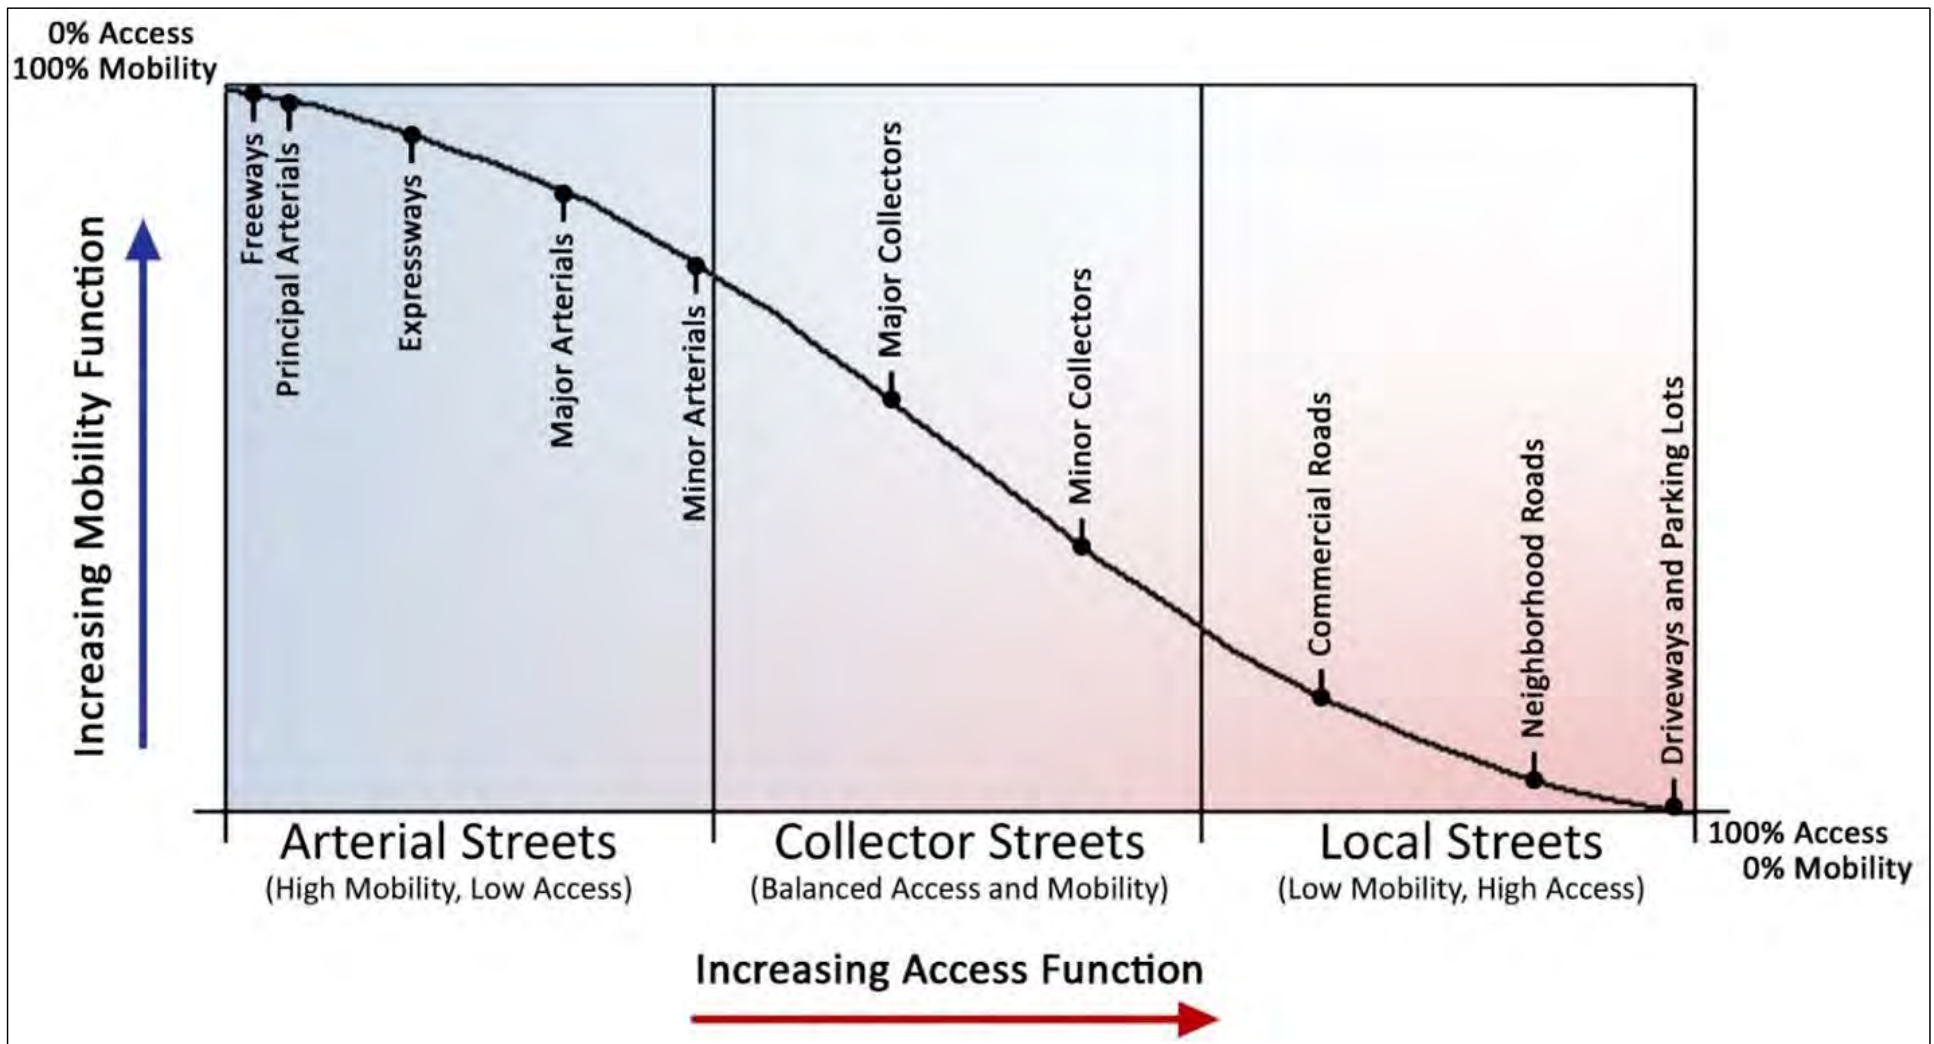 0% Access
100% Mobility
Increasing Mobility Function
Freeways
Principal Arterials
Expressways
Major Arterials
Minor Arterials
Major Collectors
Minor Collectors
Commercial Roads
Neighborhood Roads
Driveways and Parking Lots
Arterial Streets
(High Mobility, Low Access)
Collector Streets
(Balanced Access and Mobility)
Local Streets
(Low Mobility, High Access)
100% Access
0% Mobility
Increasing Access Function